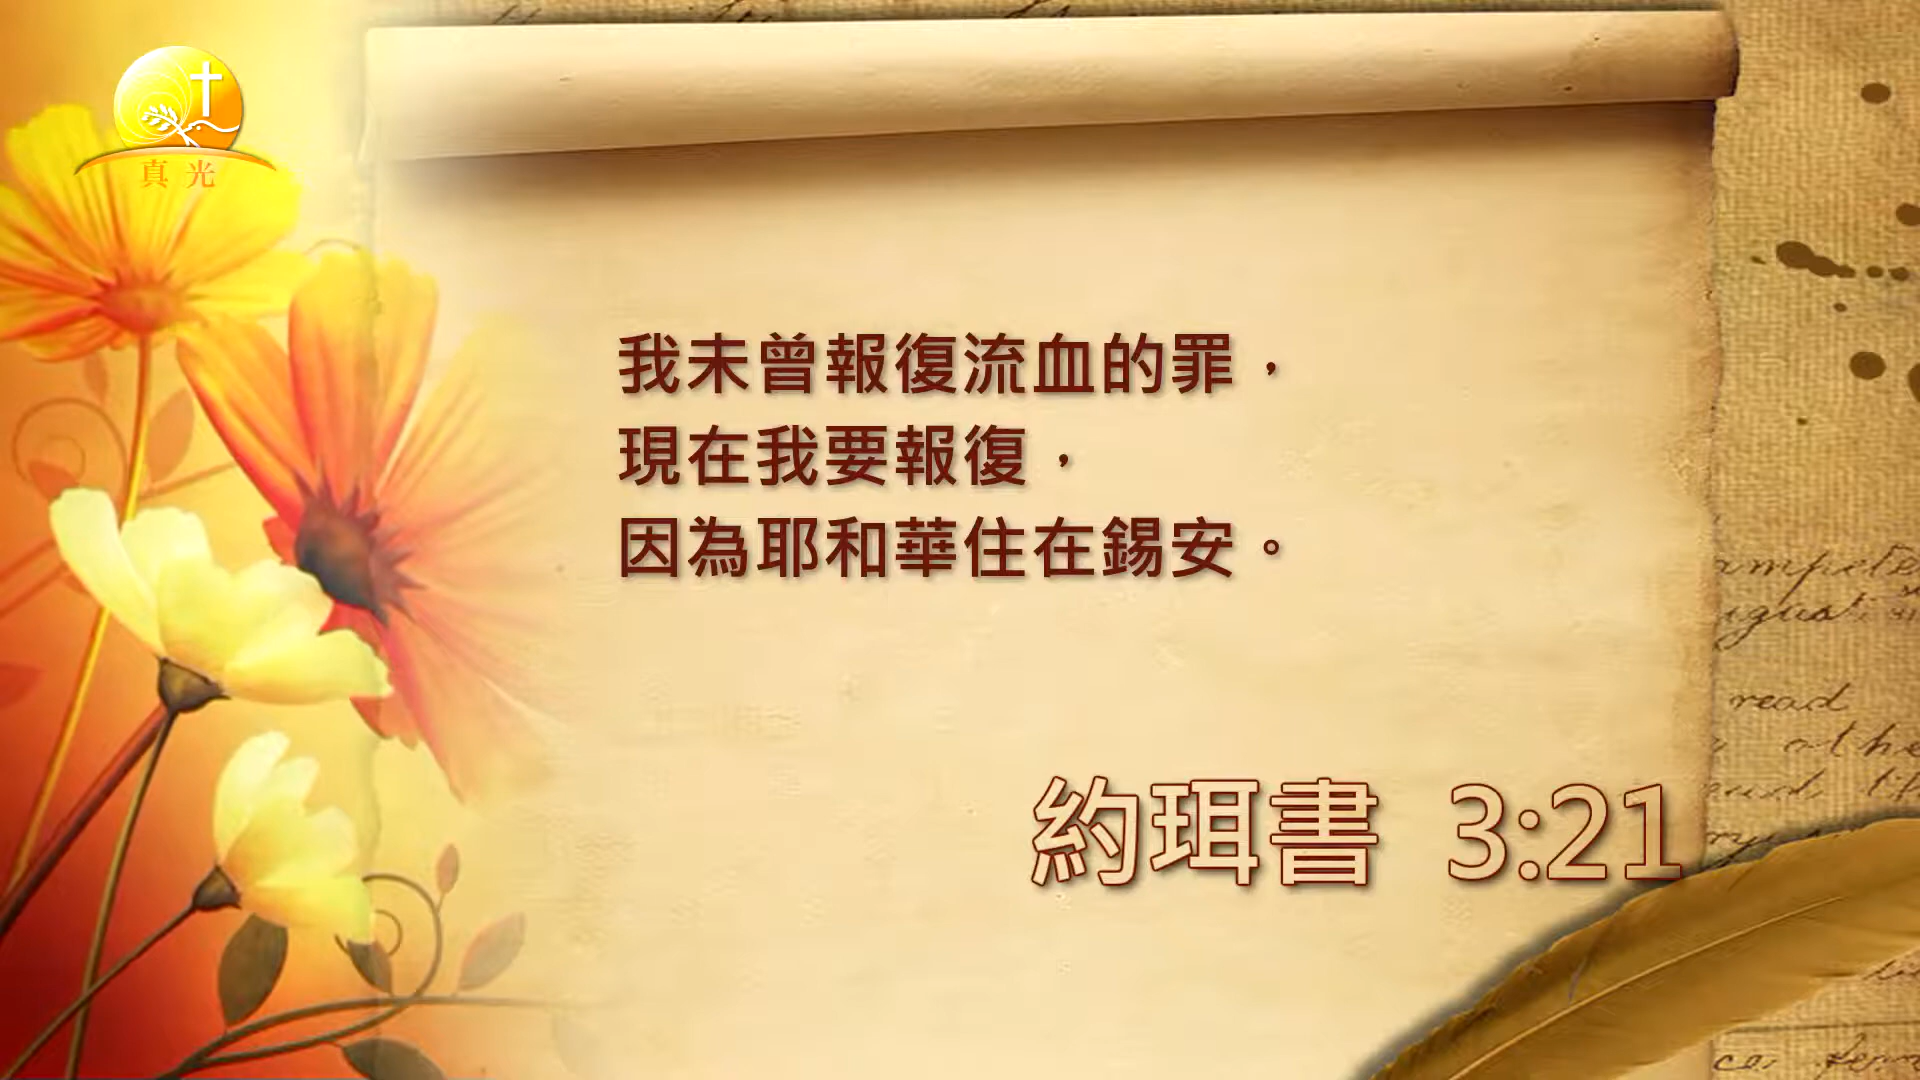 真光
我未曾報復流血的罪，
現在我要報復，
因為耶和華住在錫安。
約珥書 3:21
read